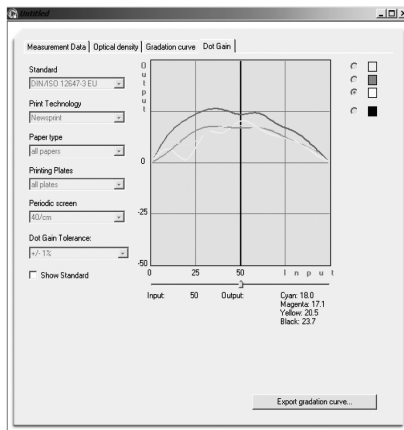 Untitled
Measurement Data
Optical density
Gradation curve
Dot Gain
Standard
DIN/ISO 12647-3 EU
Print Technology
Newsprint
Paper type
all papers
Printing Plates
all plates
Periodic screen
40/cm
Dot Gain Tolerance:
+/- 1%
Show Standard
Output
0
-25
-50
0 25 50 Input
Input: 50 Output: Cyan: 18.0
Magenta: 17.1
Yellow: 20.5
Black: 23.7
Export gradation curve...